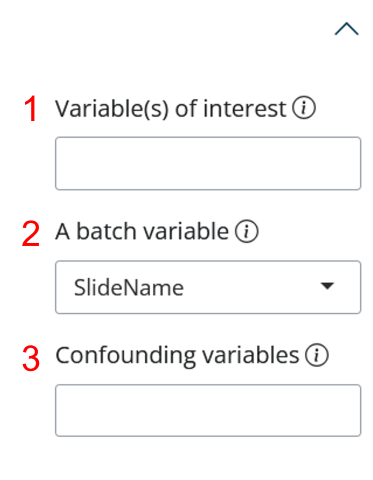 1 Variable(s) of interest i
2 A batch variable i
SlideName
3 Confounding variables i